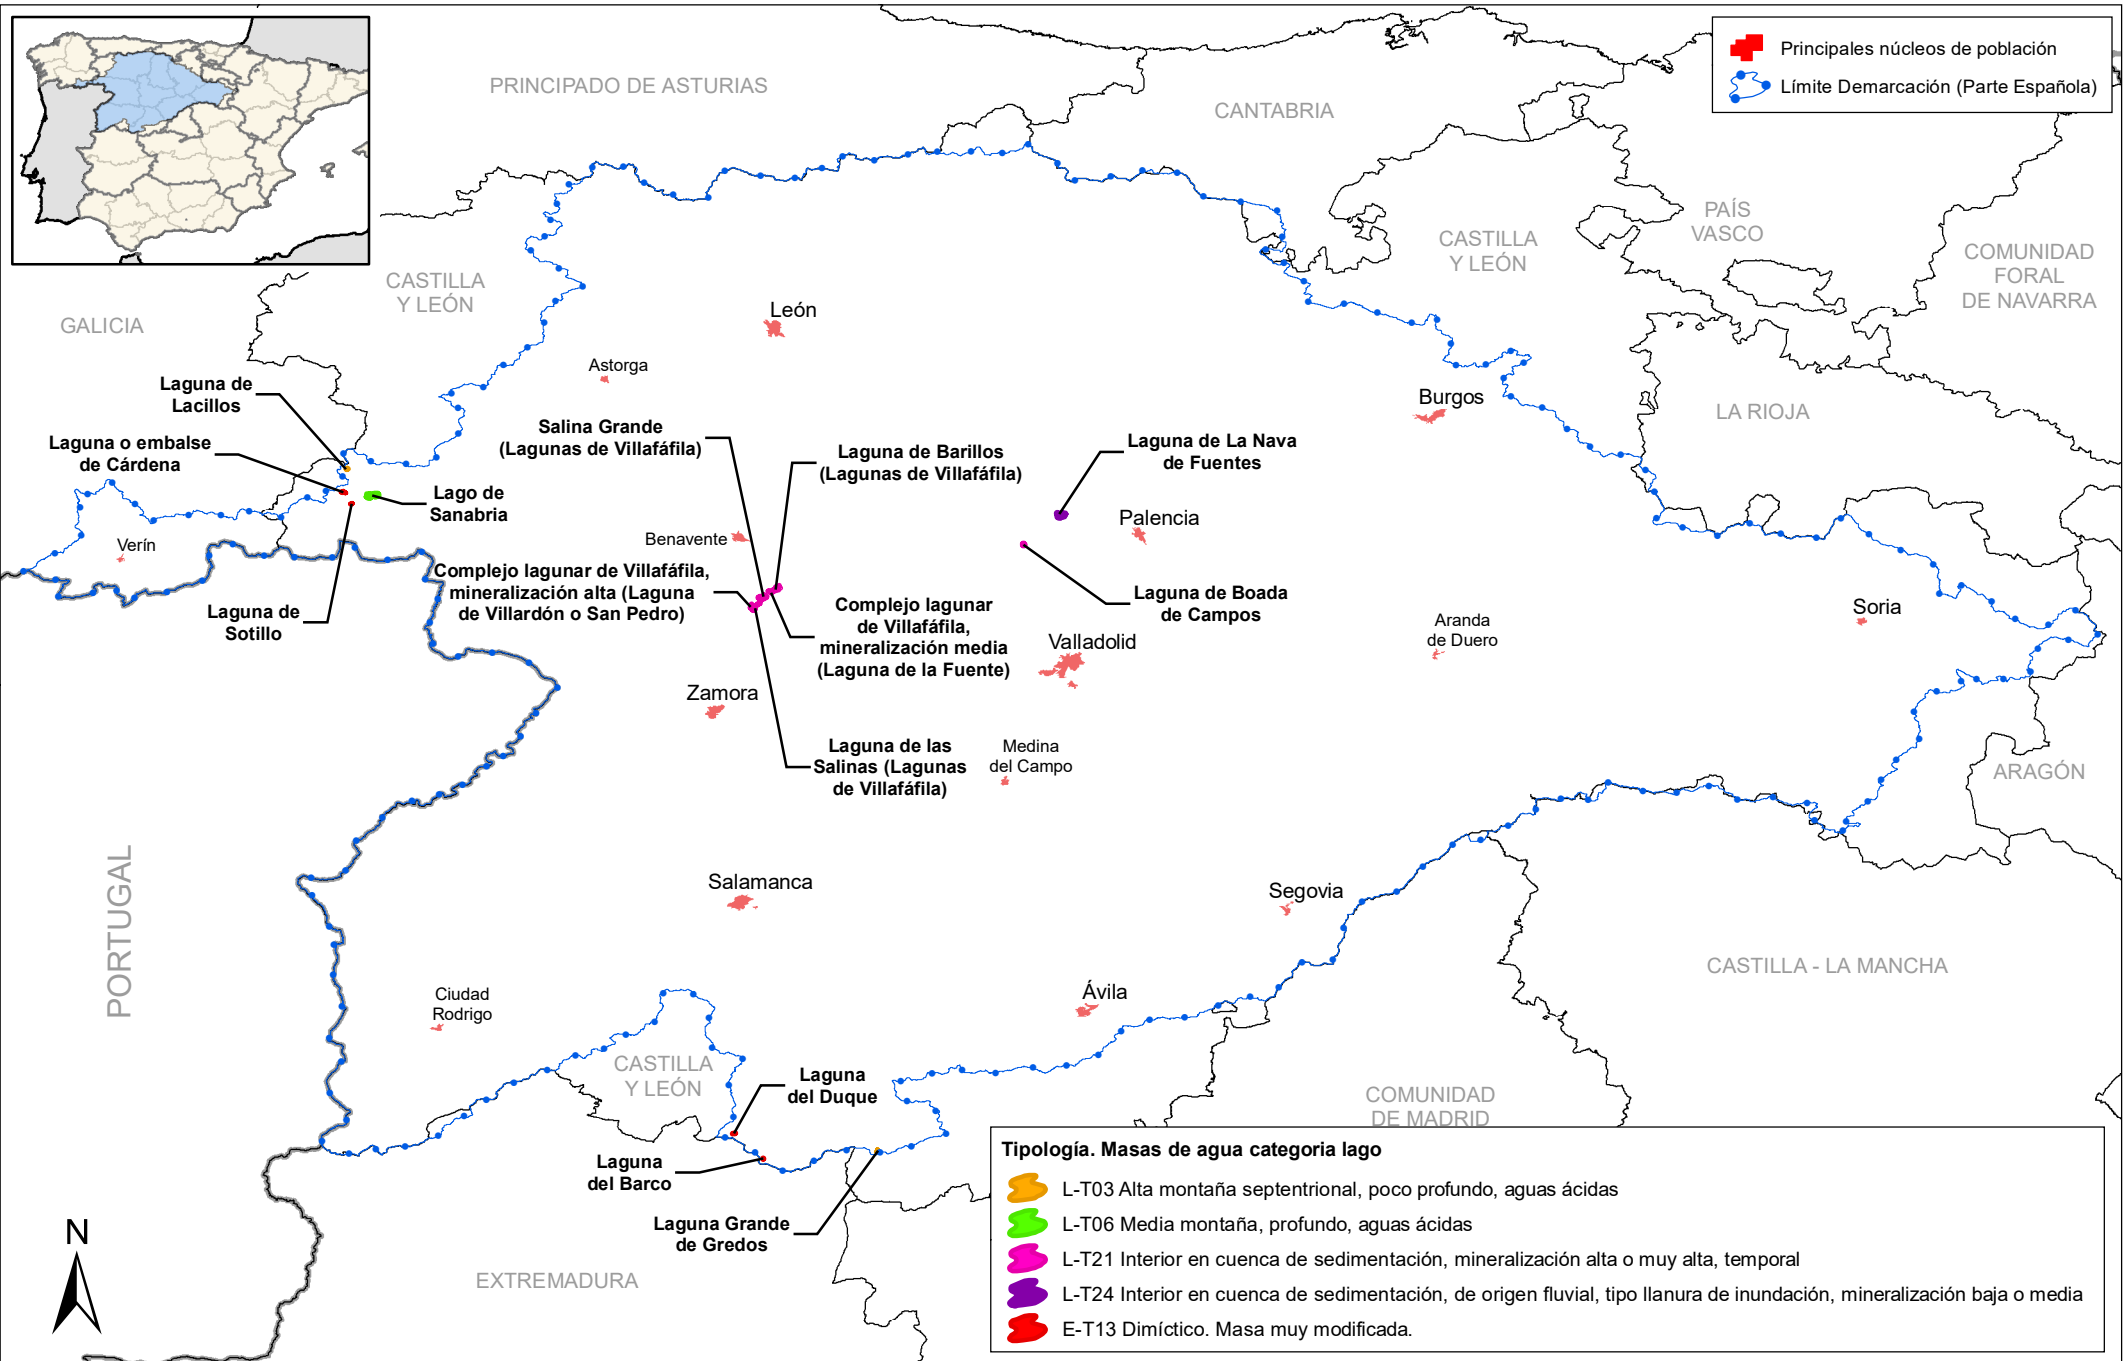 Principales núcleos de población
Límite Demarcación (Parte Española)
PRINCIPADO DE ASTURIAS
CANTABRIA
PAÍS
VASCO
CASTILLA
Y LEÓN
COMUNIDAD
FORAL
DE NAVARRA
CASTILLA
Y LEÓN
GALICIA
León
Astorga
Burgos
LA RIOJA
Laguna de
Lacillos
Laguna o embalse
de Cárdena
Lago de
Sanabria
Verín
Laguna de
Sotillo
Salina Grande
(Lagunas de Villafáfila)
Laguna de Barillos
(Lagunas de Villafáfila)
Laguna de La Nava
de Fuentes
Palencia
Benavente
Complejo lagunar de Villafáfila,
mineralización alta (Laguna
de Villardón o San Pedro)
Complejo lagunar
de Villafáfila,
mineralización media
(Laguna de la Fuente)
Laguna de Boada
de Campos
Valladolid
Aranda
de Duero
Soria
Zamora
Laguna de las
Salinas (Lagunas
de Villafáfila)
Medina
del Campo
ARAGÓN
PORTUGAL
Salamanca
Segovia
CASTILLA - LA MANCHA
Ciudad
Rodrigo
Ávila
CASTILLA
Y LEÓN
Laguna
del Duque
COMUNIDAD
DE MADRID
Laguna
del Barco
Laguna Grande
de Gredos
EXTREMADURA
N
Tipología. Masas de agua categoria lago
L-T03 Alta montaña septentrional, poco profundo, aguas ácidas
L-T06 Media montaña, profundo, aguas ácidas
L-T21 Interior en cuenca de sedimentación, mineralización alta o muy alta, temporal
L-T24 Interior en cuenca de sedimentación, de origen fluvial, tipo llanura de inundación, mineralización baja o media
E-T13 Dimíctico. Masa muy modificada.